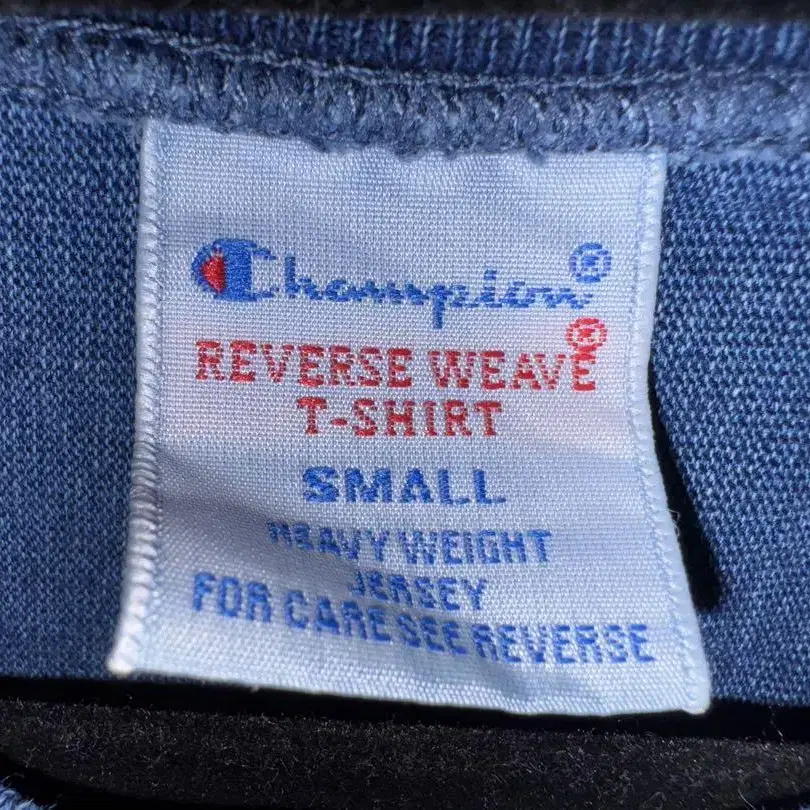 Champion®
REVERSE WEAVE®
T-SHIRT
SMALL
HEAVY WEIGHT
JERSEY
FOR CARE SEE REVERSE